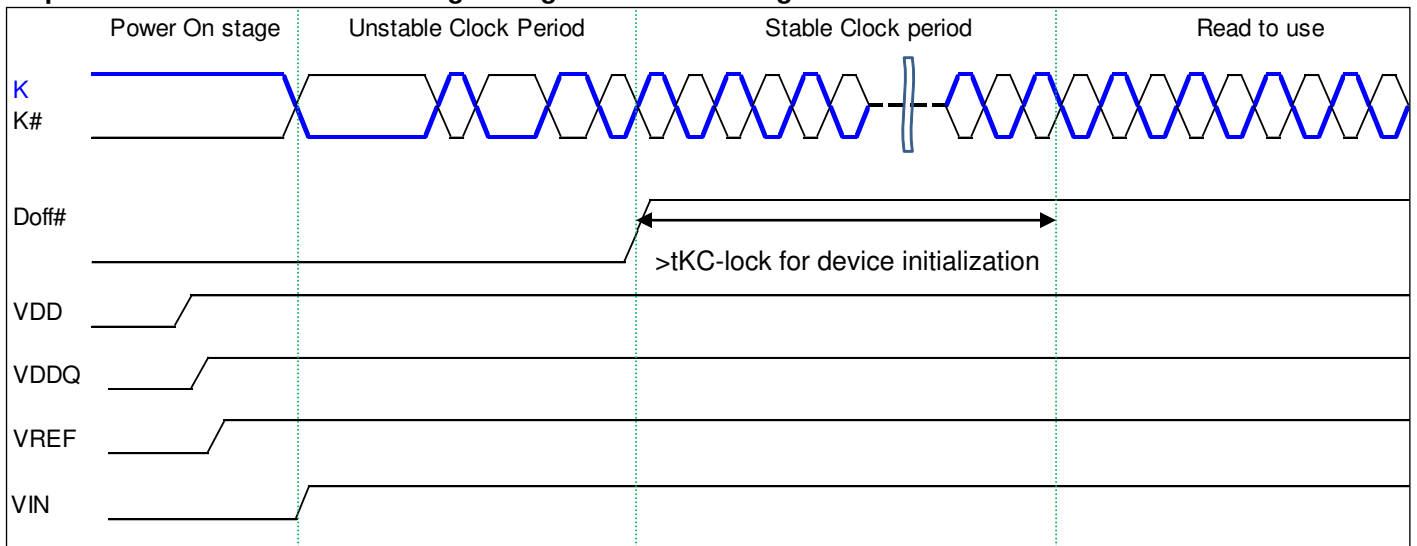 Power On stage Unstable Clock Period Stable Clock period Read to use
K
K#
Doff#
>tKC-lock for device initialization
VDD
VDDQ
VREF
VIN